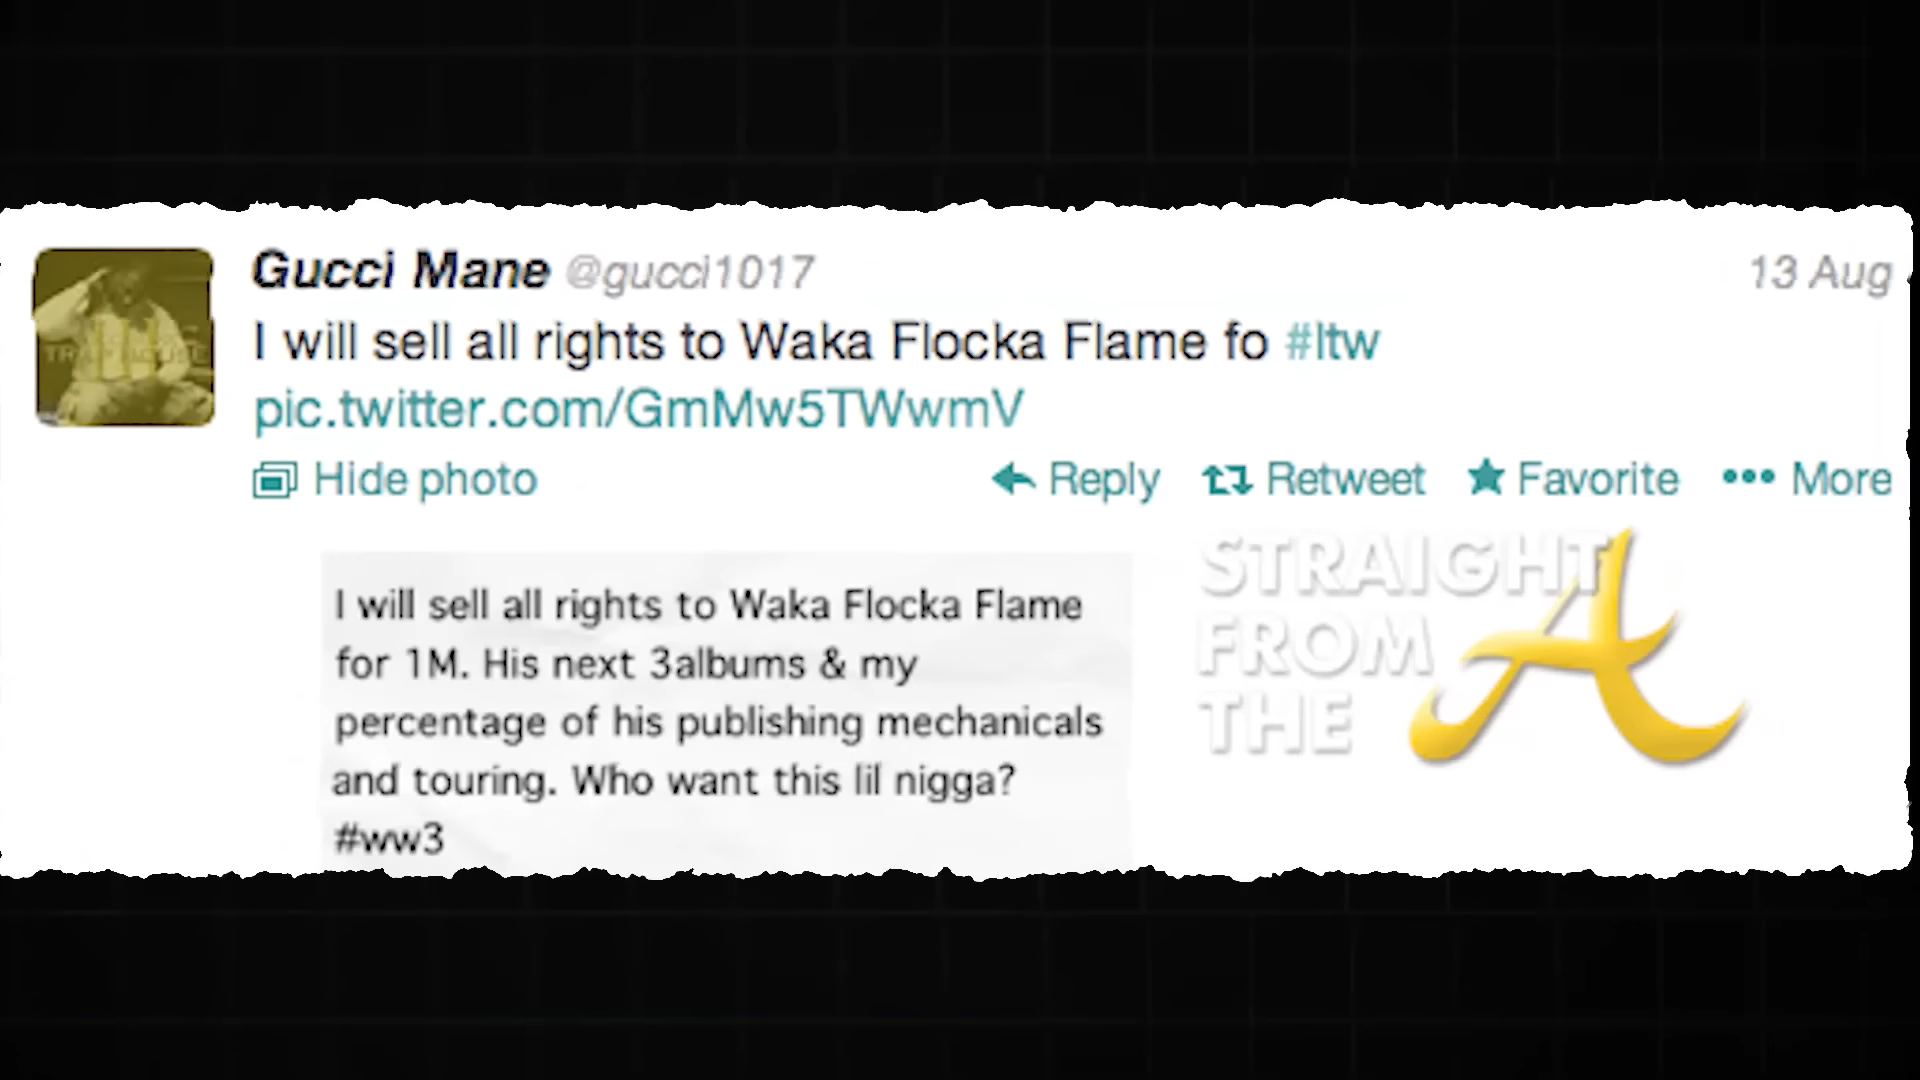 Gucci Mane @gucci1017 13 Aug
I will sell all rights to Waka Flocka Flame fo #ltw
pic.twitter.com/GmMw5TWwmV
Hide photo Reply Retweet Favorite More
I will sell all rights to Waka Flocka Flame
for 1M. His next 3albums & my
percentage of his publishing mechanicals
and touring. Who want this lil nigga?
#ww3
STRAIGHT
FROM
THE A
TRAP HOUSE